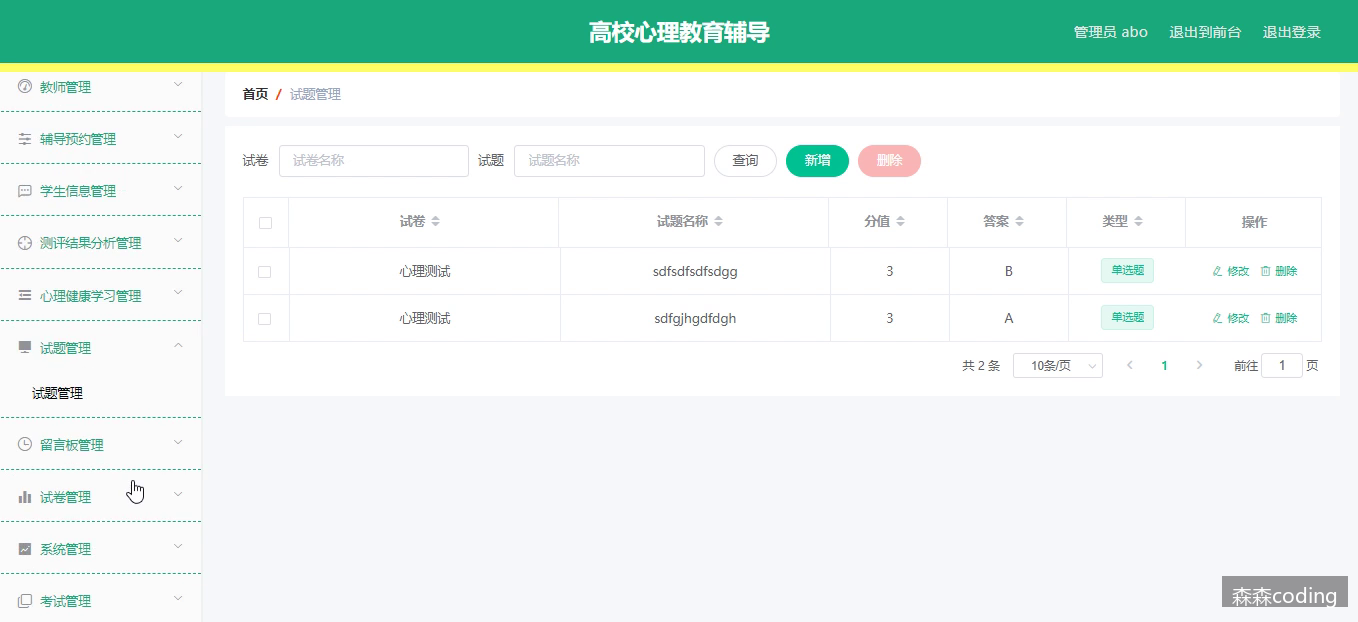 高校心理教育辅导
管理员 abo 退出到前台 退出登录
教师管理
辅导预约管理
学生信息管理
测评结果分析管理
心理健康学习管理
试题管理
试题管理
留言板管理
试卷管理
系统管理
考试管理
首页 / 试题管理
试卷 试卷名称 试题 试题名称 查询 新增 删除
试卷 试题名称 分值 答案 类型 操作
心理测试 sdfsdfsdfsdgg 3 B 单选题 修改 删除
心理测试 sdfgjhgdfdgh 3 A 单选题 修改 删除
共 2 条 10条/页 1 前往 1 页
森森coding